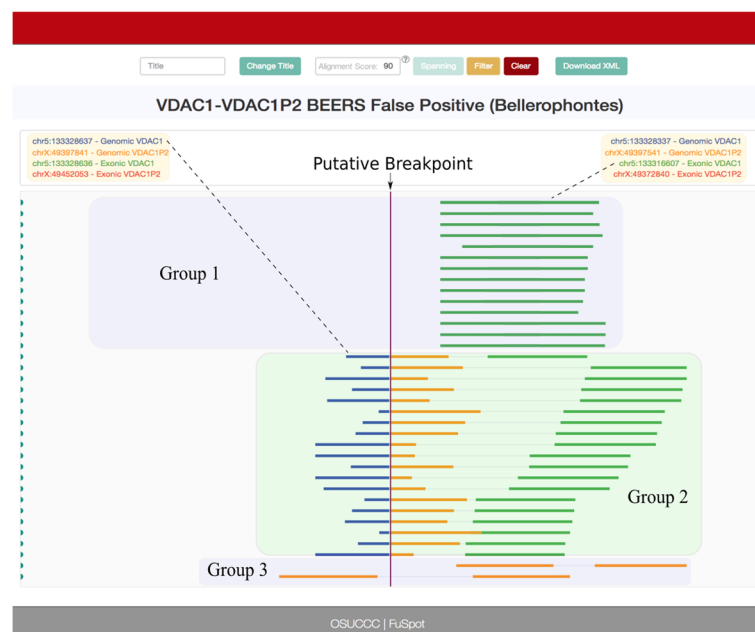 Title Change Title Alignment Score: 90 ? Spanning Filter Clear Download XML
VDAC1-VDAC1P2 BEERS False Positive (Bellerophontes)
chr5:133328637 - Genomic VDAC1
chrX:49397841 - Genomic VDAC1P2
chr5:133328636 - Exonic VDAC1
chrX:49452053 - Exonic VDAC1P2
Putative Breakpoint
chr5:133328337 - Genomic VDAC1
chrX:49397541 - Genomic VDAC1P2
chr5:133316607 - Exonic VDAC1
chrX:49372840 - Exonic VDAC1P2
Group 1
Group 2
Group 3
OSUCCC | FuSpot